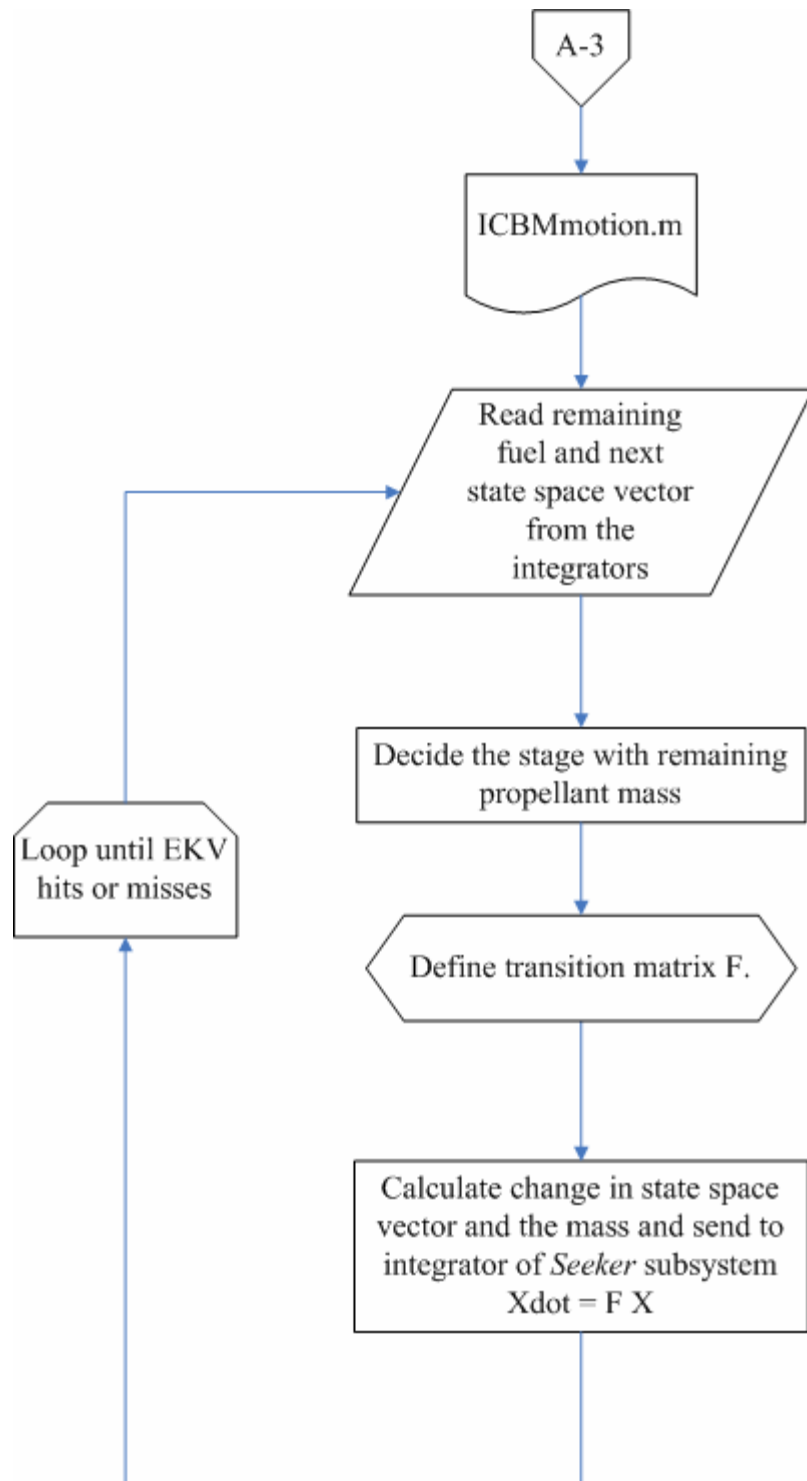 A-3
ICBMmotion.m
Read remaining
fuel and next
state space vector
from the
integrators
Decide the stage with remaining
propellant mass
Loop until EKV
hits or misses
Define transition matrix F.
Calculate change in state space
vector and the mass and send to
integrator of Seeker subsystem
Xdot = F X